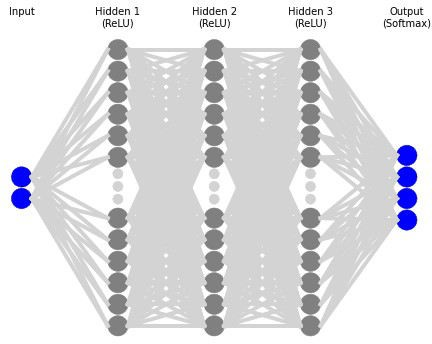 Input
Hidden 1
(ReLU)
Hidden 2
(ReLU)
Hidden 3
(ReLU)
Output
(Softmax)